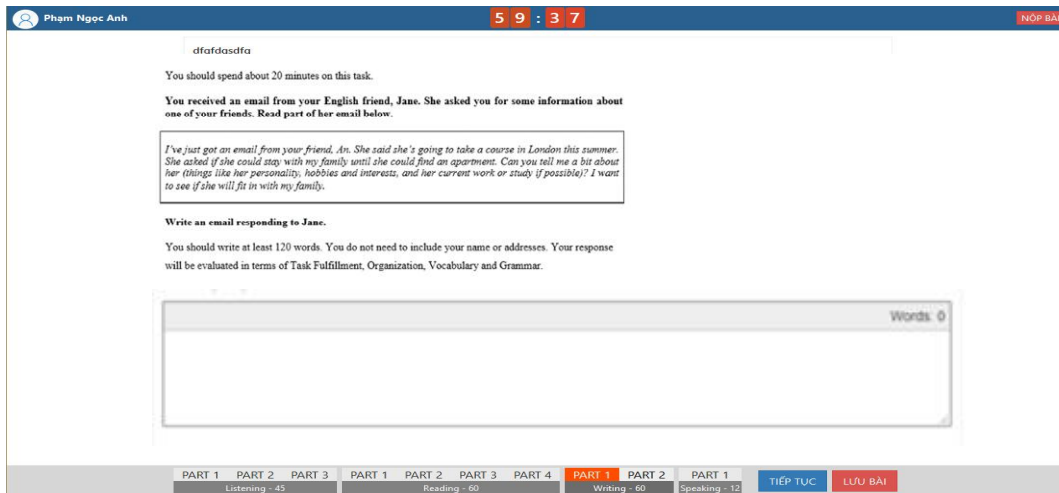 Phạm Ngọc Anh 59:37 NỘP BÀI
dfafdasdfa
You should spend about 20 minutes on this task.
You received an email from your English friend, Jane. She asked you for some information about
one of your friends. Read part of her email below.
I've just got an email from your friend, An. She said she's going to take a course in London this summer.
She asked if she could stay with my family until she could find an apartment. Can you tell me a bit about
her (things like her personality, hobbies and interests, and her current work or study if possible)? I want
to see if she will fit in with my family.
Write an email responding to Jane.
You should write at least 120 words. You do not need to include your name or addresses. Your response
will be evaluated in terms of Task Fulfillment, Organization, Vocabulary and Grammar.
Words: 0
PART 1 PART 2 PART 3 PART 1 PART 2 PART 3 PART 4 PART 1 PART 2 PART 1 TIẾP TỤC LƯU BÀI
Listening - 45 Reading - 60 Writing - 60 Speaking - 12